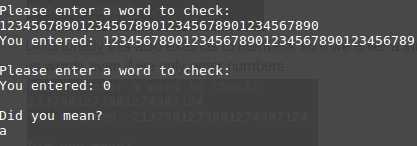 Please enter a word to check:
1234567890123456789012345678901234567890
You entered: 123456789012345678901234567890123456789
Please enter a word to check:
You entered: 0
Did you mean?
a